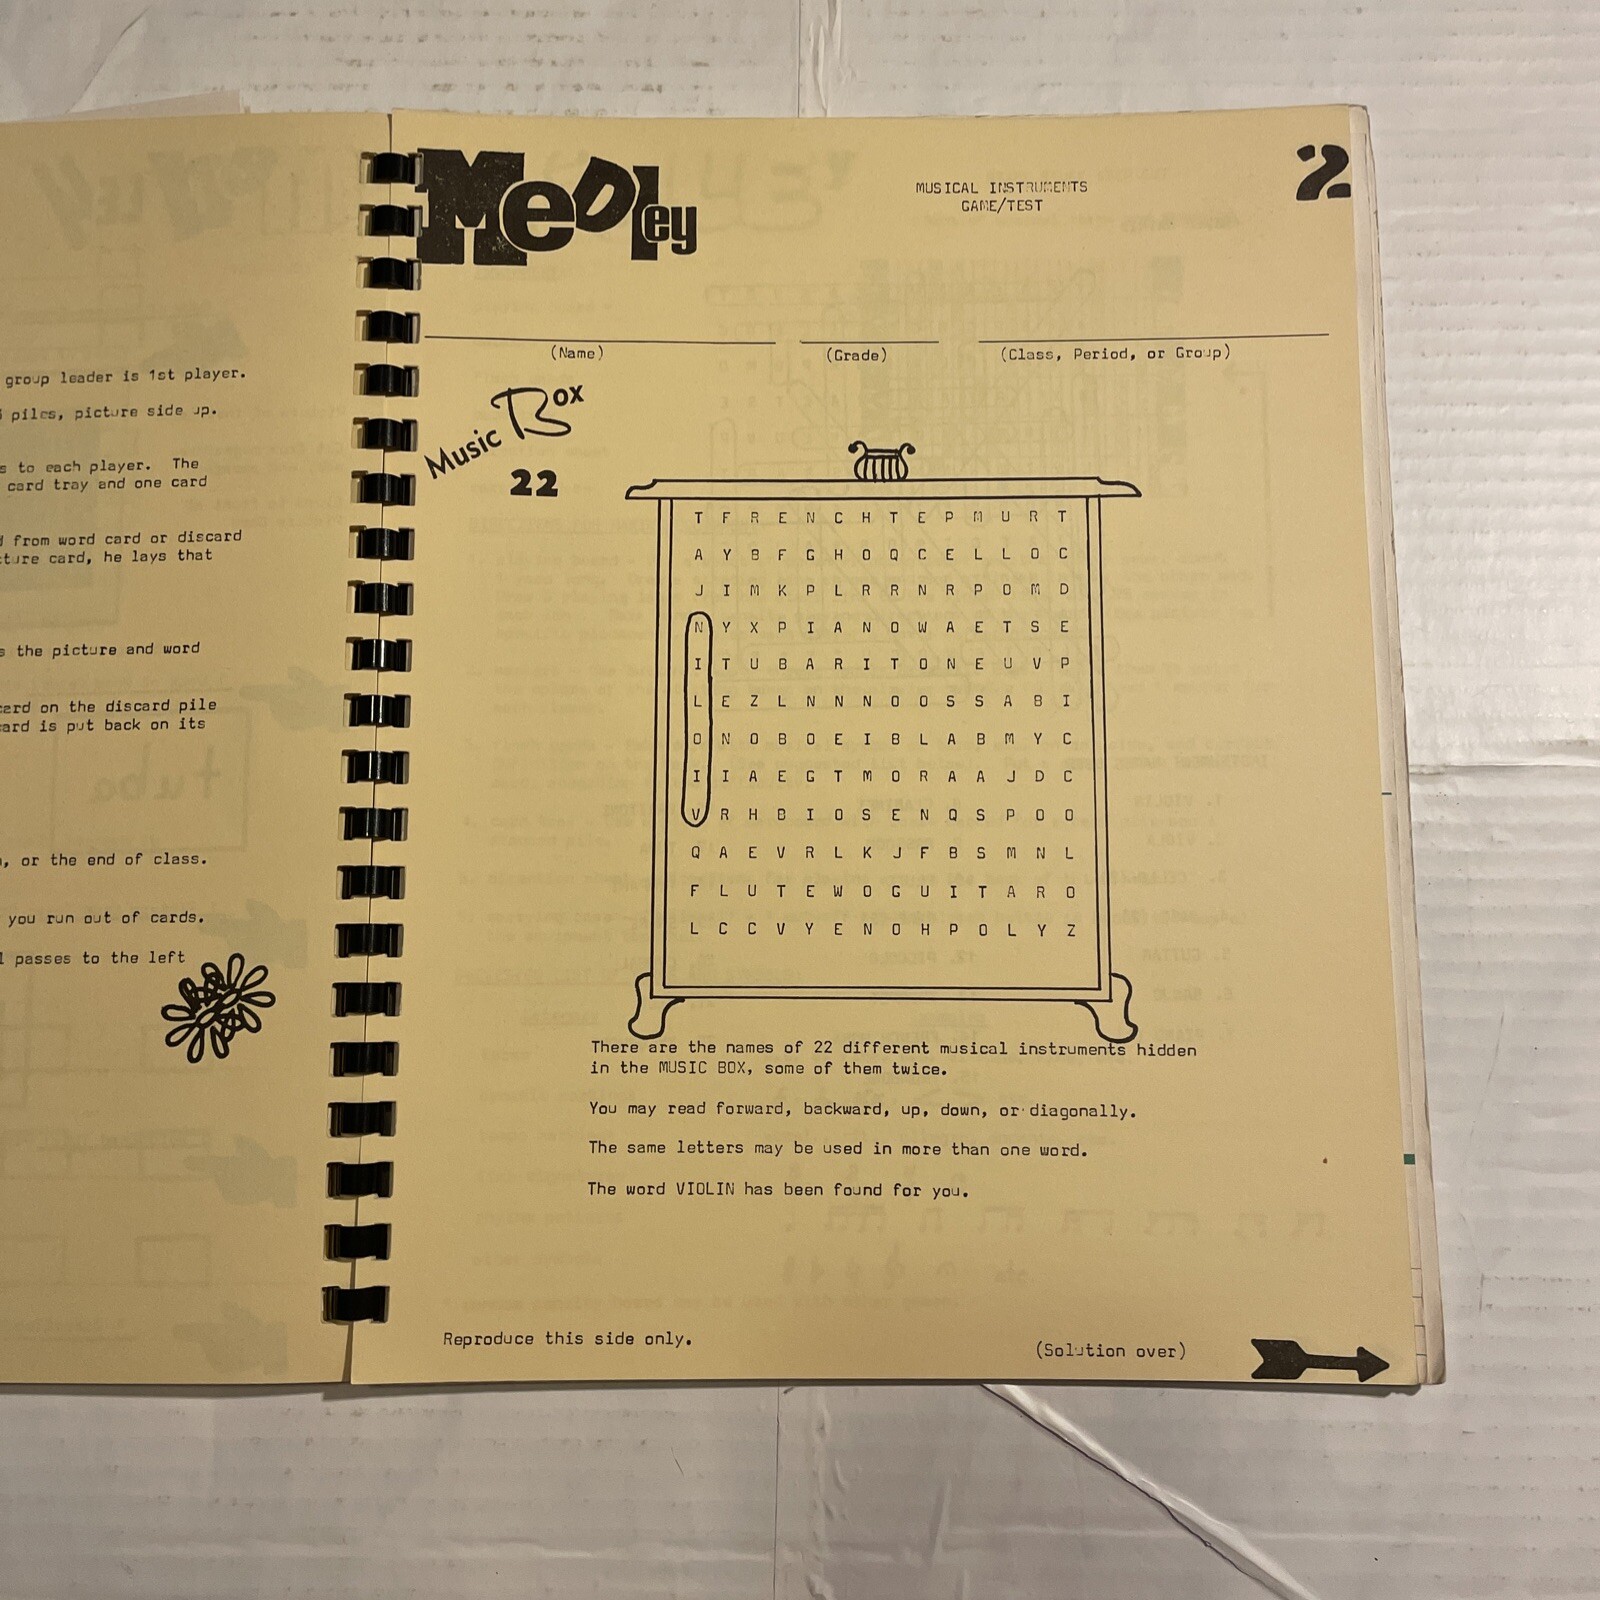 group leader is 1st player.
piles, picture side up.
s to each player. The
card tray and one card
from word card or discard
cture card, he lays that
s the picture and word
card on the discard pile
card is put back on its
, or the end of class.
you run out of cards.
passes to the left
Medley
MUSICAL INSTRUMENTS
GAME/TEST
2
(Name) (Grade) (Class, Period, or Group)
Music Box
22
T F R E N C H T E P M U R T
A Y B F G H O Q C E L L O C
J I M K P L R R N R P O M D
N Y X P I A N O W A E T S E
I T U B A R I T O N E U V P
L E Z L N N N O O S S A B I
O N O B O E I B L A B M Y C
I I A E G T M O R A A J D C
V R H B I O S E N Q S P O O
Q A E V R L K J F B S M N L
F L U T E W O G U I T A R O
L C C V Y E N O H P O L Y Z
There are the names of 22 different musical instruments hidden
in the MUSIC BOX, some of them twice.
You may read forward, backward, up, down, or diagonally.
The same letters may be used in more than one word.
The word VIOLIN has been found for you.
Reproduce this side only.
(Solution over)